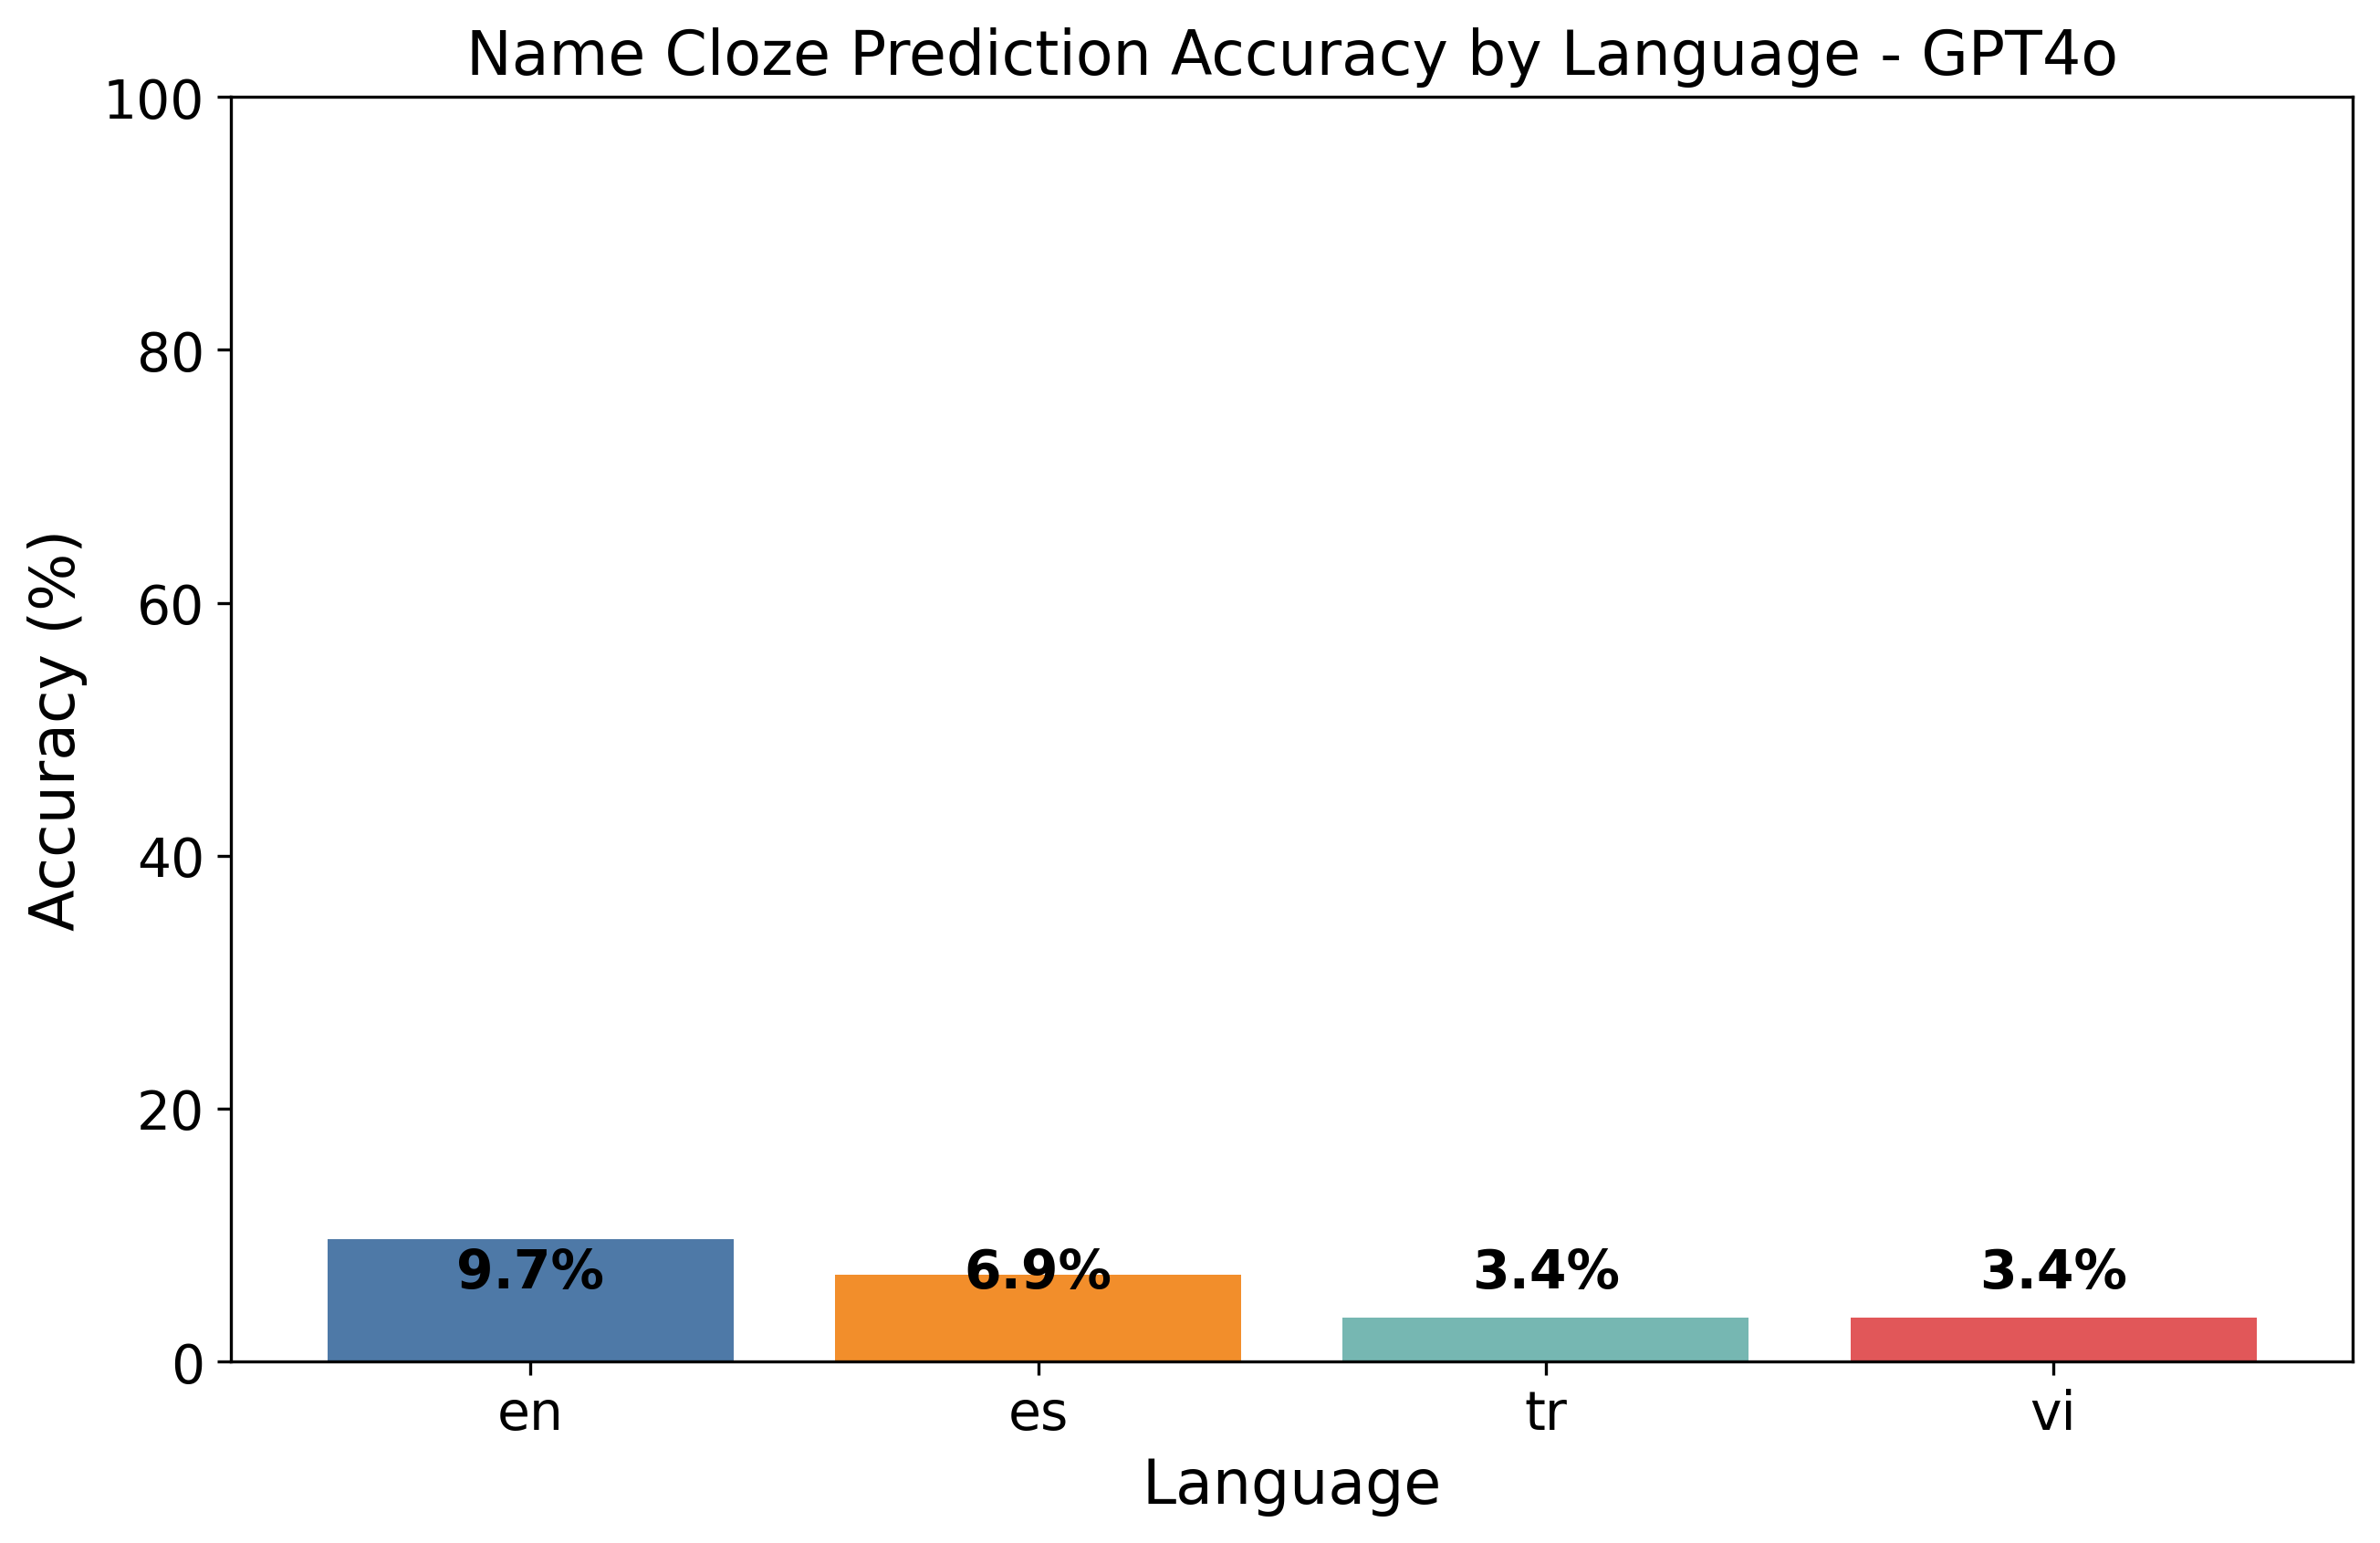 Name Cloze Prediction Accuracy by Language - GPT4o
Accuracy (%)
100
80
60
40
20
0
9.7%
6.9%
3.4%
3.4%
en
es
tr
vi
Language